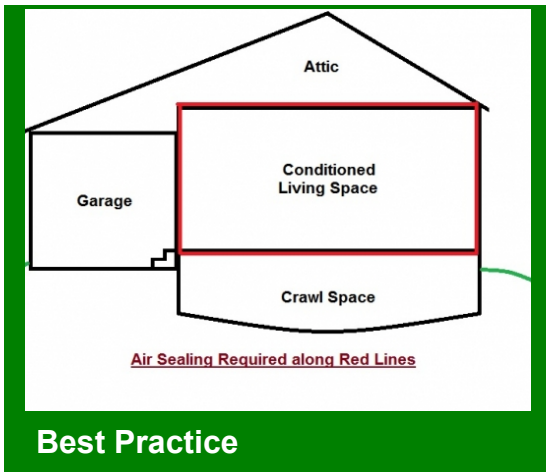 Attic
Conditioned
Living Space
Garage
Crawl Space
Air Sealing Required along Red Lines
Best Practice